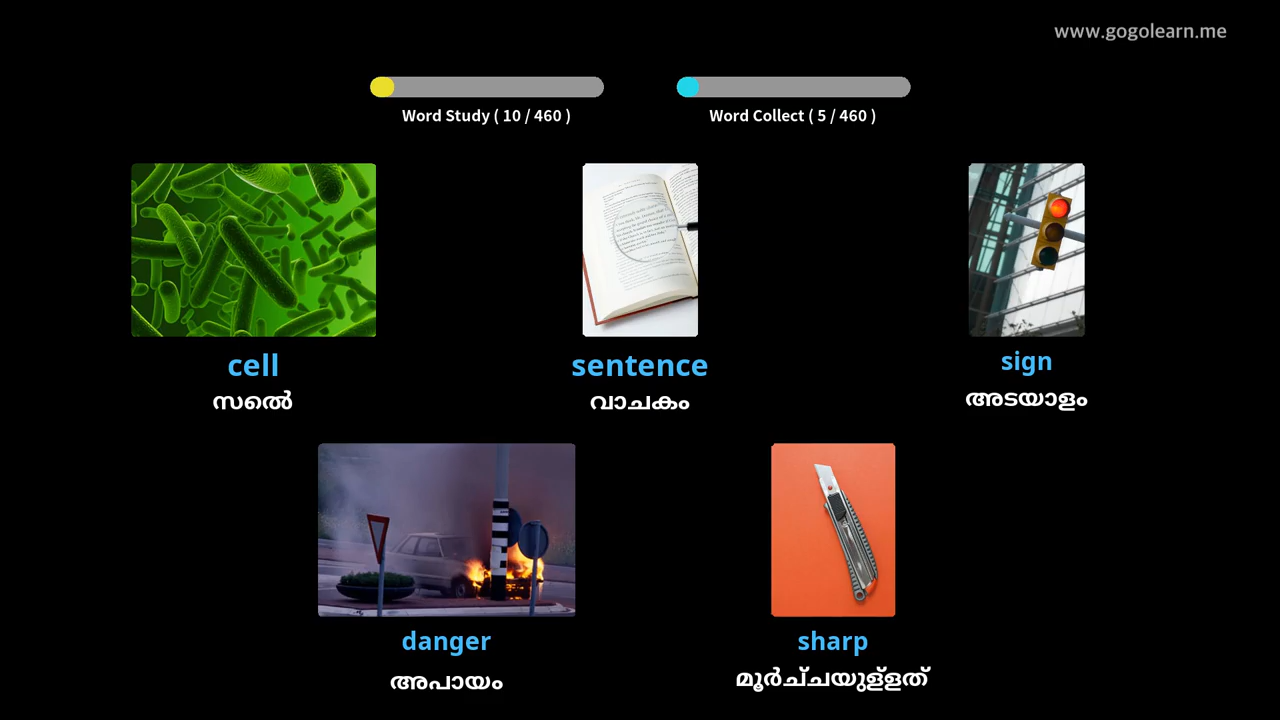 www.gogolearn.me
Word Study ( 10 / 460 )
Word Collect ( 5 / 460 )
cell
സെൽ
sentence
വാചകം
sign
അടയാളം
danger
അപായം
sharp
മൂർച്ചയുള്ളത്